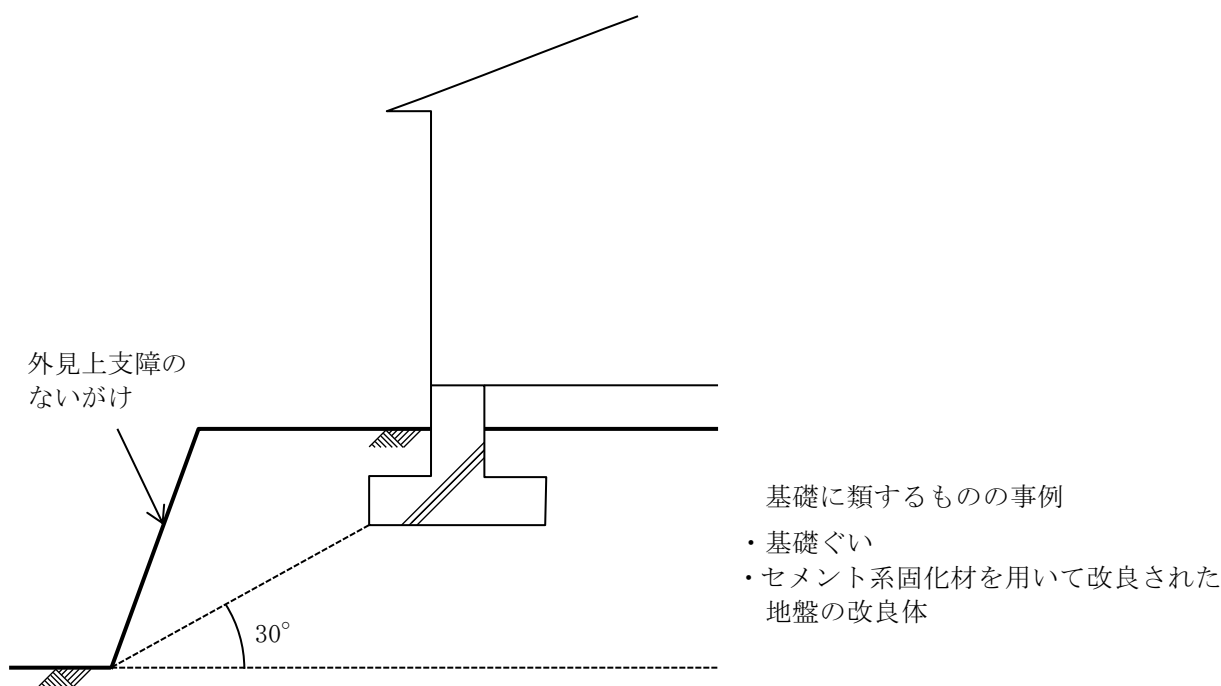 外見上支障の
ないがけ
30°
基礎に類するものの事例
・基礎ぐい
・セメント系固化材を用いて改良された
地盤の改良体